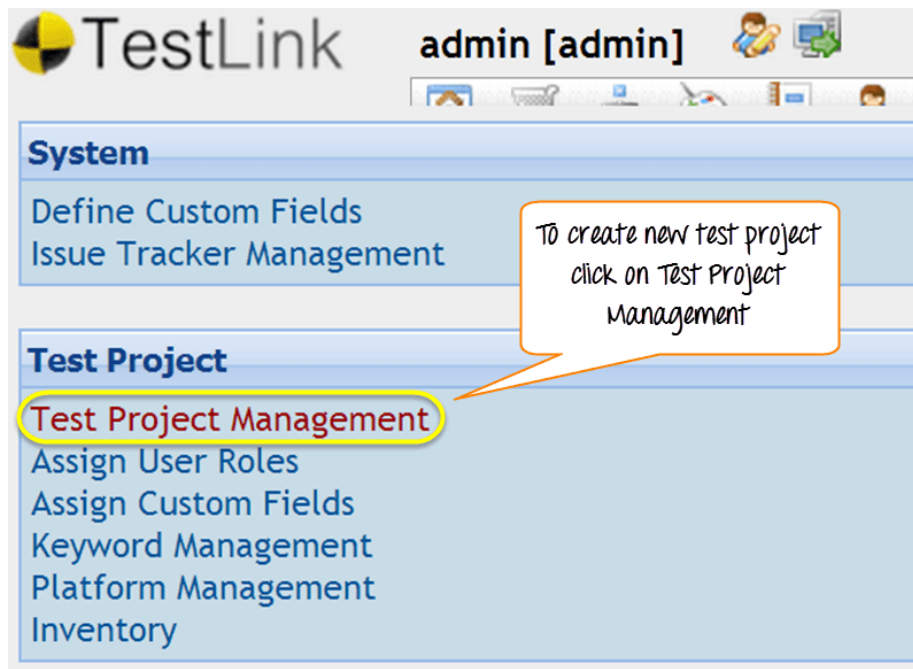 TestLink
admin [admin]
System
Define Custom Fields
Issue Tracker Management
To create new test project
click on Test Project
Management
Test Project
Test Project Management
Assign User Roles
Assign Custom Fields
Keyword Management
Platform Management
Inventory